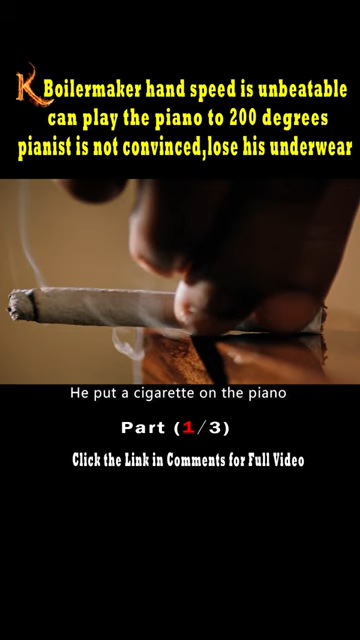 K Boilermaker hand speed is unbeatable
can play the piano to 200 degrees
pianist is not convinced,lose his underwear
He put a cigarette on the piano
Part (1/3)
Click the Link in Comments for Full Video